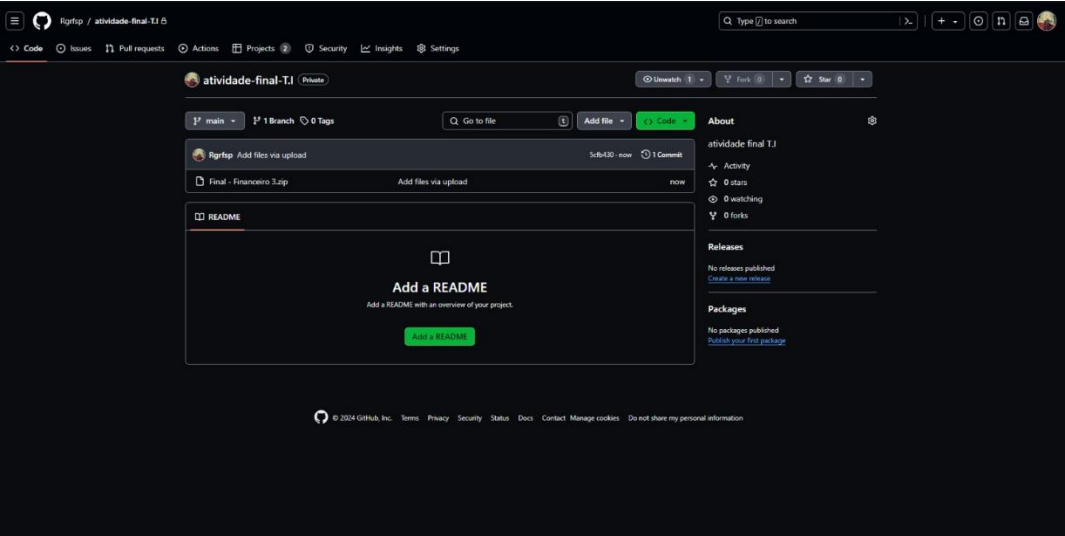 Rgrfsp / atividade-final-T.I
Type / to search
Code Issues Pull requests Actions Projects 2 Security Insights Settings
atividade-final-T.I Private
Unwatch 1 Fork 0 Star 0
main 1 Branch 0 Tags Go to file t Add file Code
Rgrfsp Add files via upload 5cfb430 · now 1 Commit
Final - Financeiro 3.zip Add files via upload now
README
Add a README
Add a README with an overview of your project.
Add a README
About
atividade final T.I
Activity
0 stars
0 watching
0 forks
Releases
No releases published
Create a new release
Packages
No packages published
Publish your first package
© 2024 GitHub, Inc. Terms Privacy Security Status Docs Contact Manage cookies Do not share my personal information